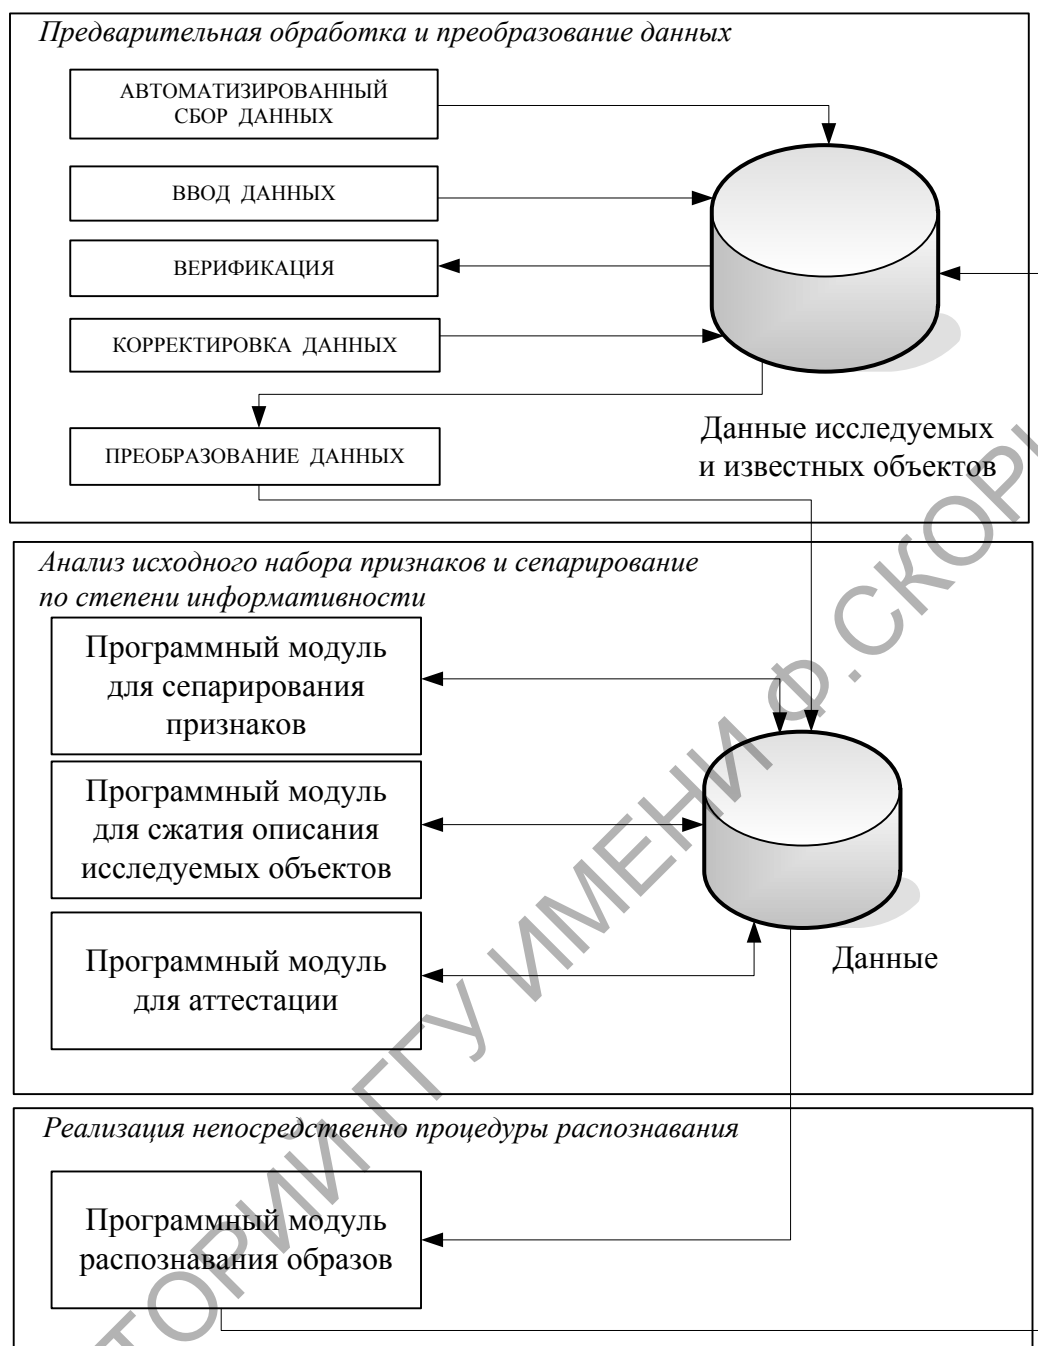 Предварительная обработка и преобразование данных
АВТОМАТИЗИРОВАННЫЙ
СБОР ДАННЫХ
ВВОД ДАННЫХ
ВЕРИФИКАЦИЯ
КОРРЕКТИРОВКА ДАННЫХ
ПРЕОБРАЗОВАНИЕ ДАННЫХ
Данные исследуемых
и известных объектов
Анализ исходного набора признаков и сепарирование
по степени информативности
Программный модуль
для сепарирования
признаков
Программный модуль
для сжатия описания
исследуемых объектов
Программный модуль
для аттестации
Данные
Реализация непосредственно процедуры распознавания
Программный модуль
распознавания образов
ГГУ ИМЕНИ Ф.